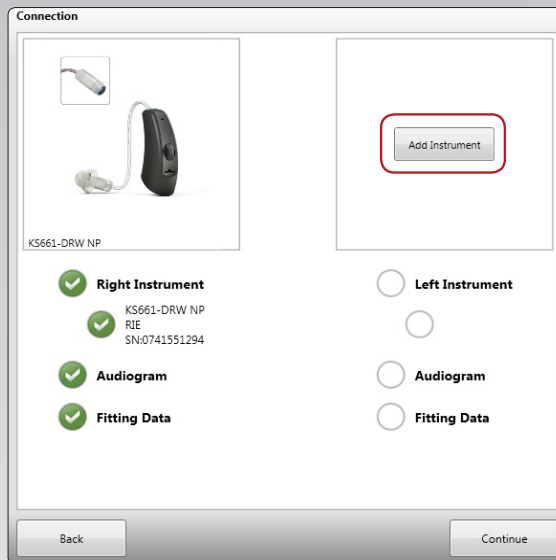 Connection
Add Instrument
KS661-DRW NP
Right Instrument
KS661-DRW NP
RIE
SN:0741551294
Audiogram
Fitting Data
Left Instrument
Audiogram
Fitting Data
Back
Continue